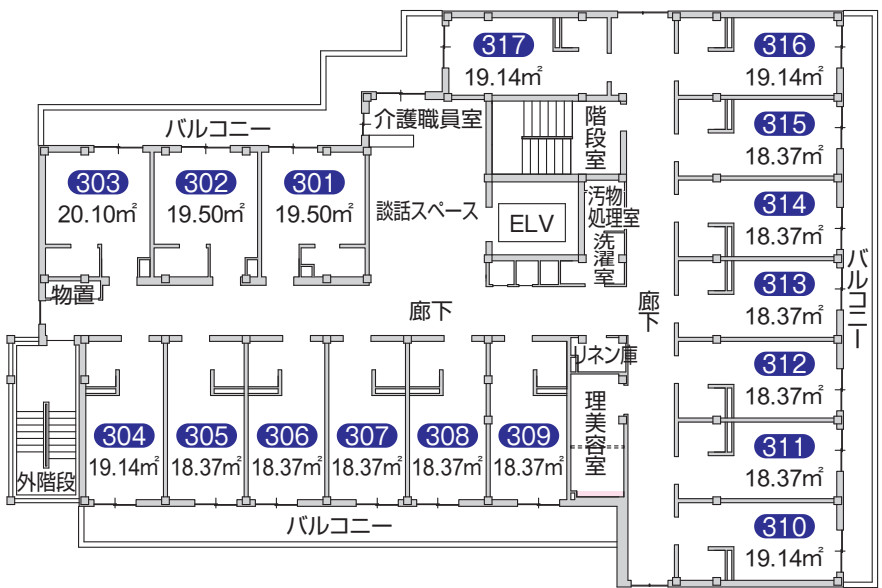 317
19.14㎡
316
19.14㎡
介護職員室
階段室
バルコニー
315
18.37㎡
303
20.10㎡
302
19.50㎡
301
19.50㎡
談話スペース
ELV
汚物
処理室
洗濯室
314
18.37㎡
バルコニー
313
18.37㎡
物置
廊下
廊下
リネン庫
312
18.37㎡
304
19.14㎡
305
18.37㎡
306
18.37㎡
307
18.37㎡
308
18.37㎡
309
18.37㎡
理美容室
311
18.37㎡
外階段
バルコニー
310
19.14㎡